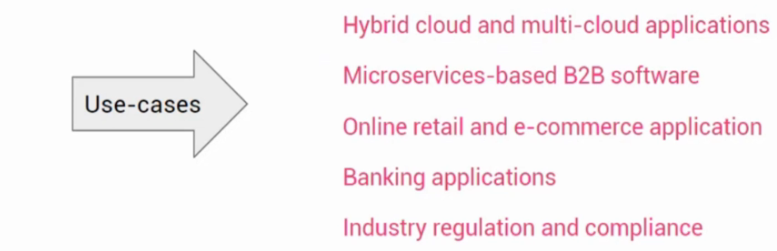 Hybrid cloud and multi-cloud applications
Microservices-based B2B software
Use-cases
Online retail and e-commerce application
Banking applications
Industry regulation and compliance